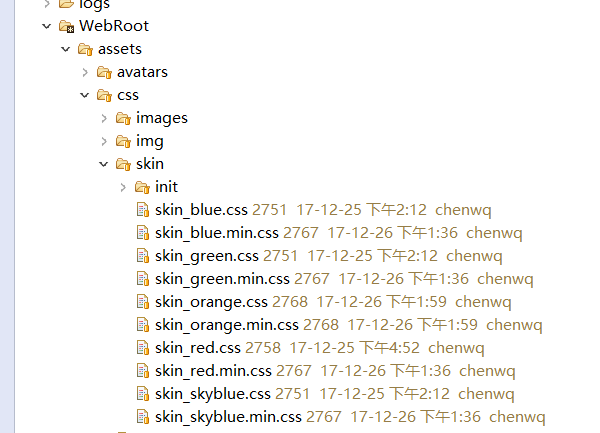 logs
WebRoot
assets
avatars
css
images
img
skin
init
skin_blue.css 2751 17-12-25 下午2:12 chenwq
skin_blue.min.css 2767 17-12-26 下午1:36 chenwq
skin_green.css 2751 17-12-25 下午2:12 chenwq
skin_green.min.css 2767 17-12-26 下午1:36 chenwq
skin_orange.css 2768 17-12-26 下午1:59 chenwq
skin_orange.min.css 2768 17-12-26 下午1:59 chenwq
skin_red.css 2758 17-12-25 下午4:52 chenwq
skin_red.min.css 2767 17-12-26 下午1:36 chenwq
skin_skyblue.css 2751 17-12-25 下午2:12 chenwq
skin_skyblue.min.css 2767 17-12-26 下午1:36 chenwq